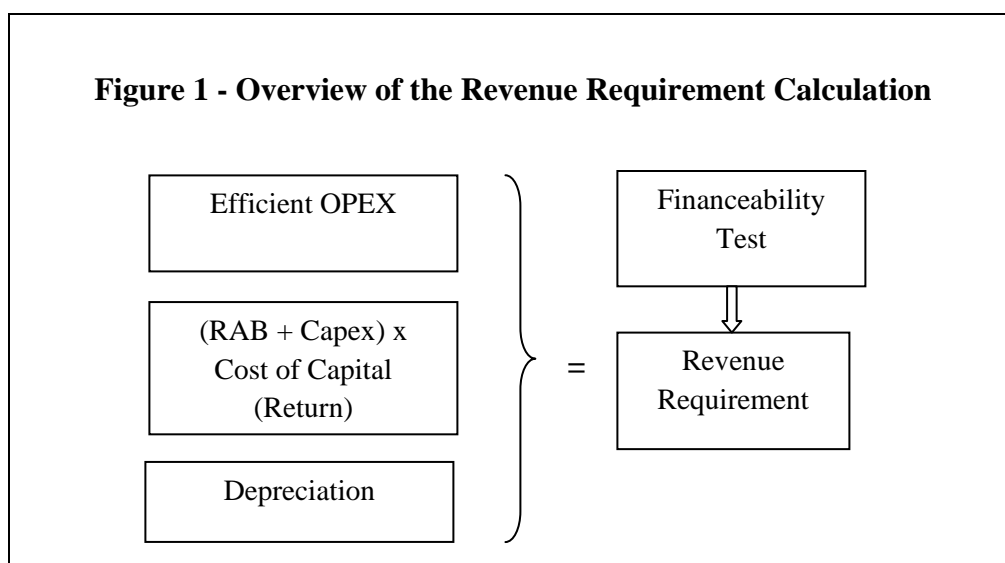 Figure 1 - Overview of the Revenue Requirement Calculation
Efficient OPEX
(RAB + Capex) x
Cost of Capital
(Return)
Depreciation
=
Financeability
Test
Revenue
Requirement